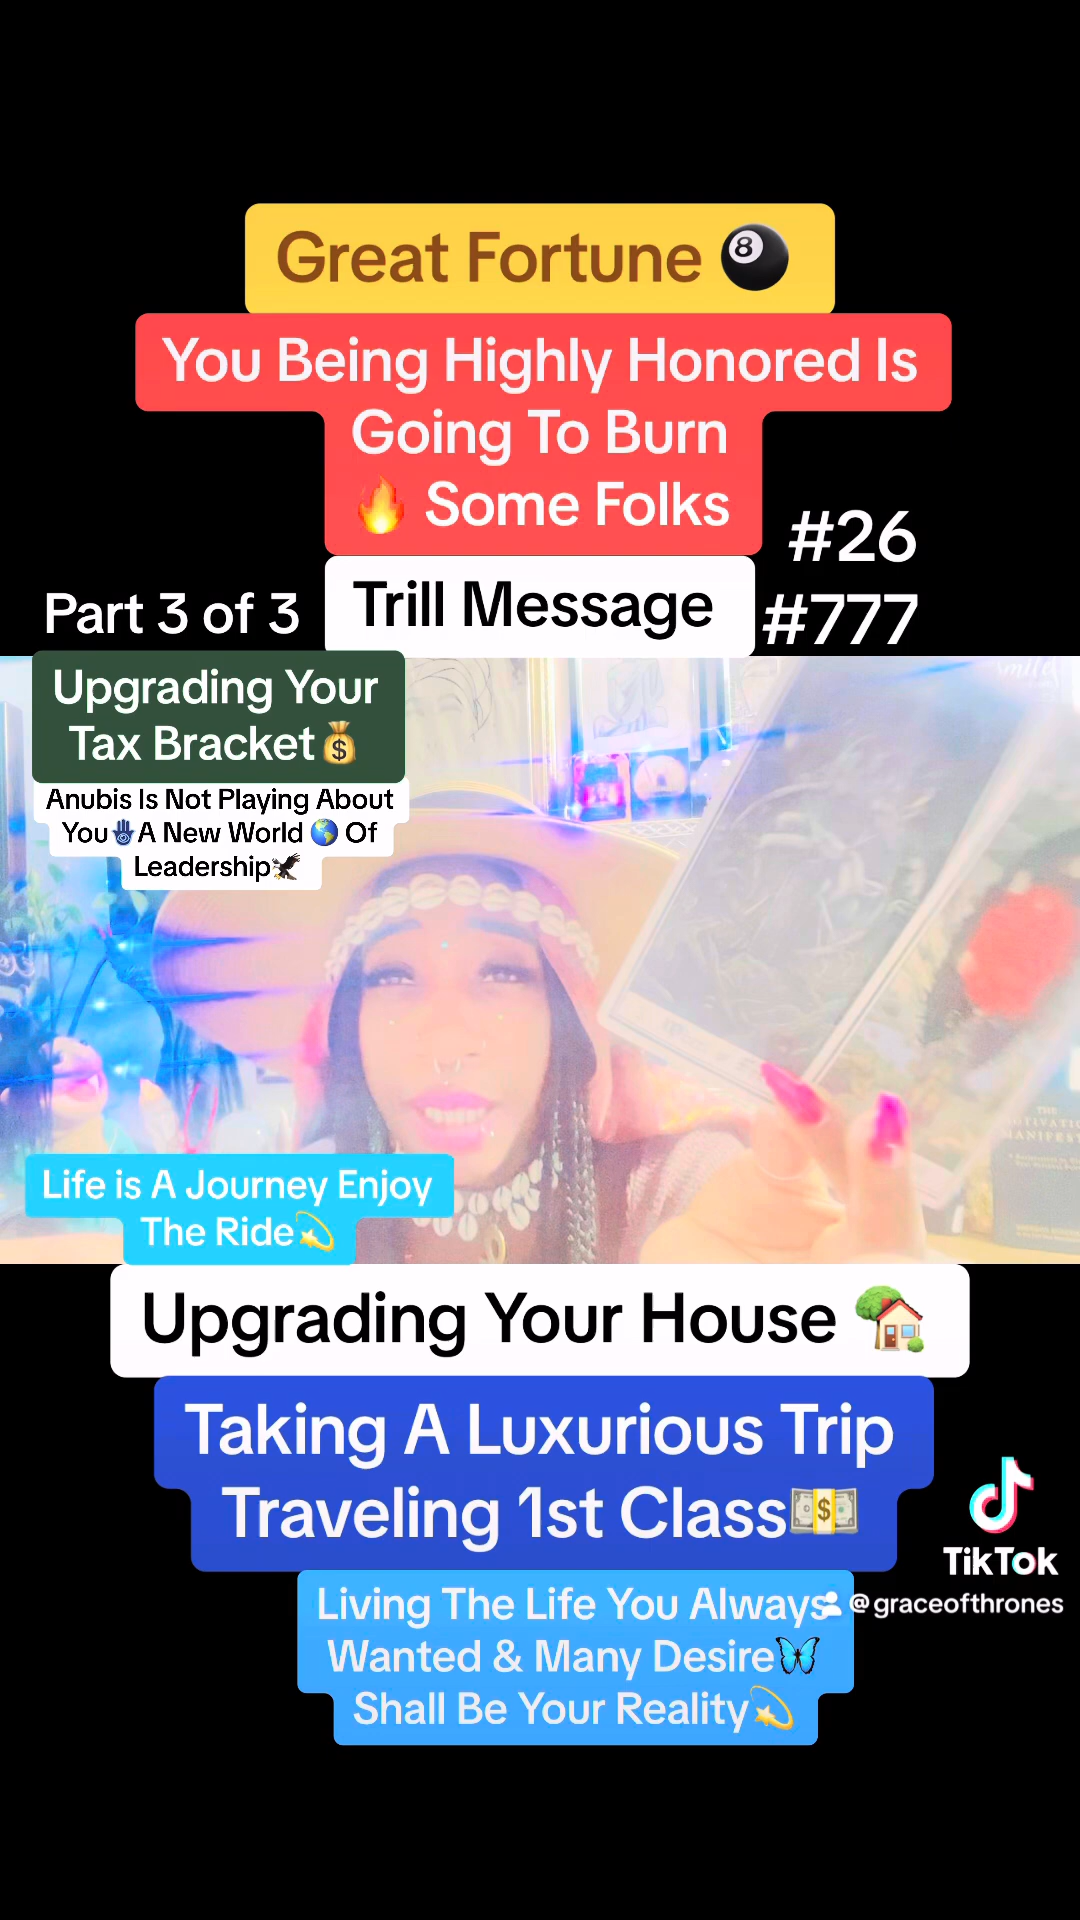 Great Fortune 🎱
You Being Highly Honored Is
Going To Burn
🔥 Some Folks
#26
Trill Message
#777
Part 3 of 3
Upgrading Your
Tax Bracket💰
Anubis Is Not Playing About
You🪬A New World 🌎 Of
Leadership🦅
Life is A Journey Enjoy
The Ride💫
Upgrading Your House 🏡
Taking A Luxurious Trip
Traveling 1st Class💵
TikTok
@graceofthrones
Living The Life You Always
Wanted & Many Desire🦋
Shall Be Your Reality💫